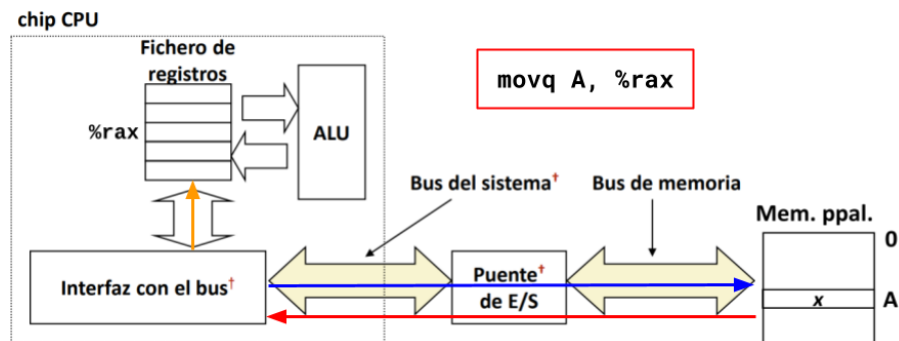 chip CPU
Fichero de
registros
movq A, %rax
%rax
ALU
Bus del sistema†
Bus de memoria
Mem. ppal.
0
Interfaz con el bus†
Puente†
de E/S
x
A